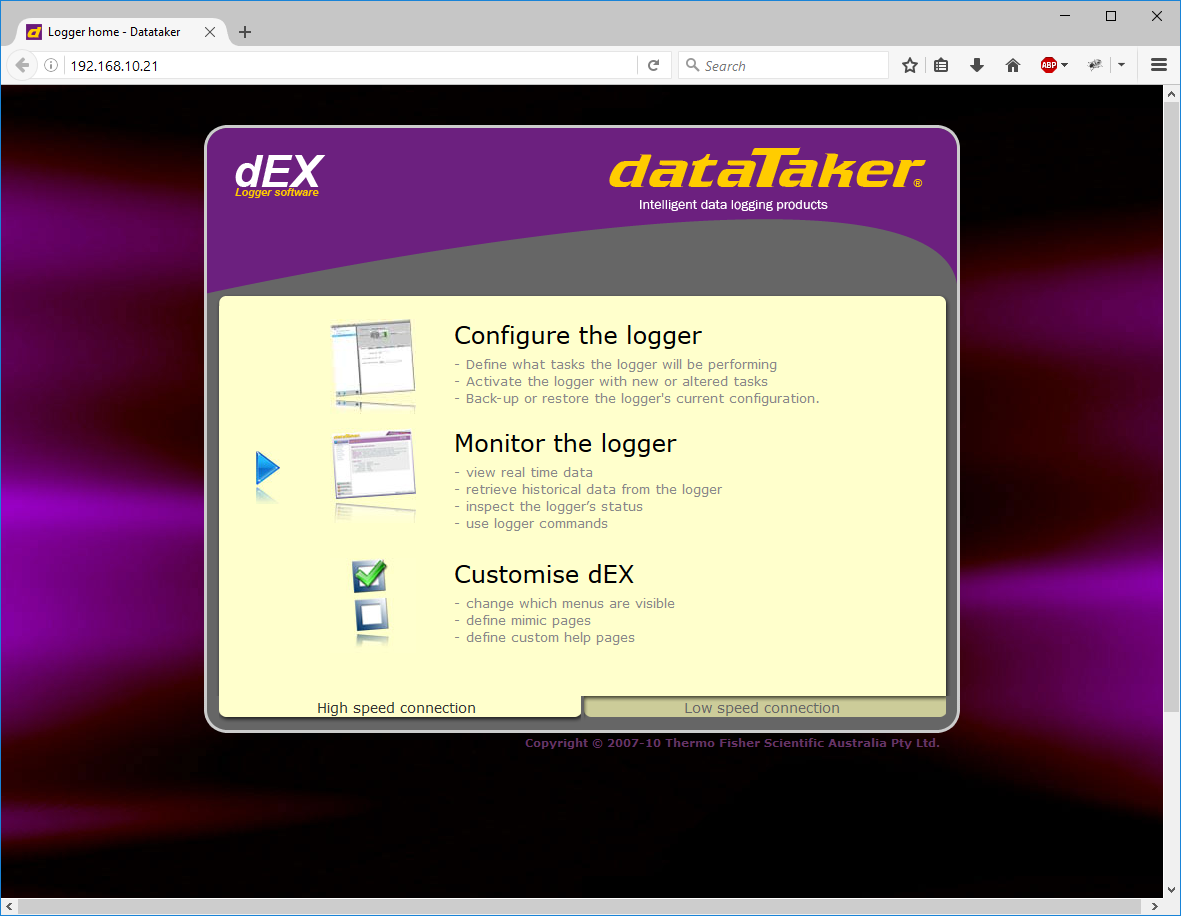 Logger home - Datataker
192.168.10.21
Search
ABP
dEX
Logger software
dataTaker®
Intelligent data logging products
Configure the logger
- Define what tasks the logger will be performing
- Activate the logger with new or altered tasks
- Back-up or restore the logger's current configuration.
Monitor the logger
- view real time data
- retrieve historical data from the logger
- inspect the logger’s status
- use logger commands
Customise dEX
- change which menus are visible
- define mimic pages
- define custom help pages
High speed connection
Low speed connection
Copyright © 2007-10 Thermo Fisher Scientific Australia Pty Ltd.